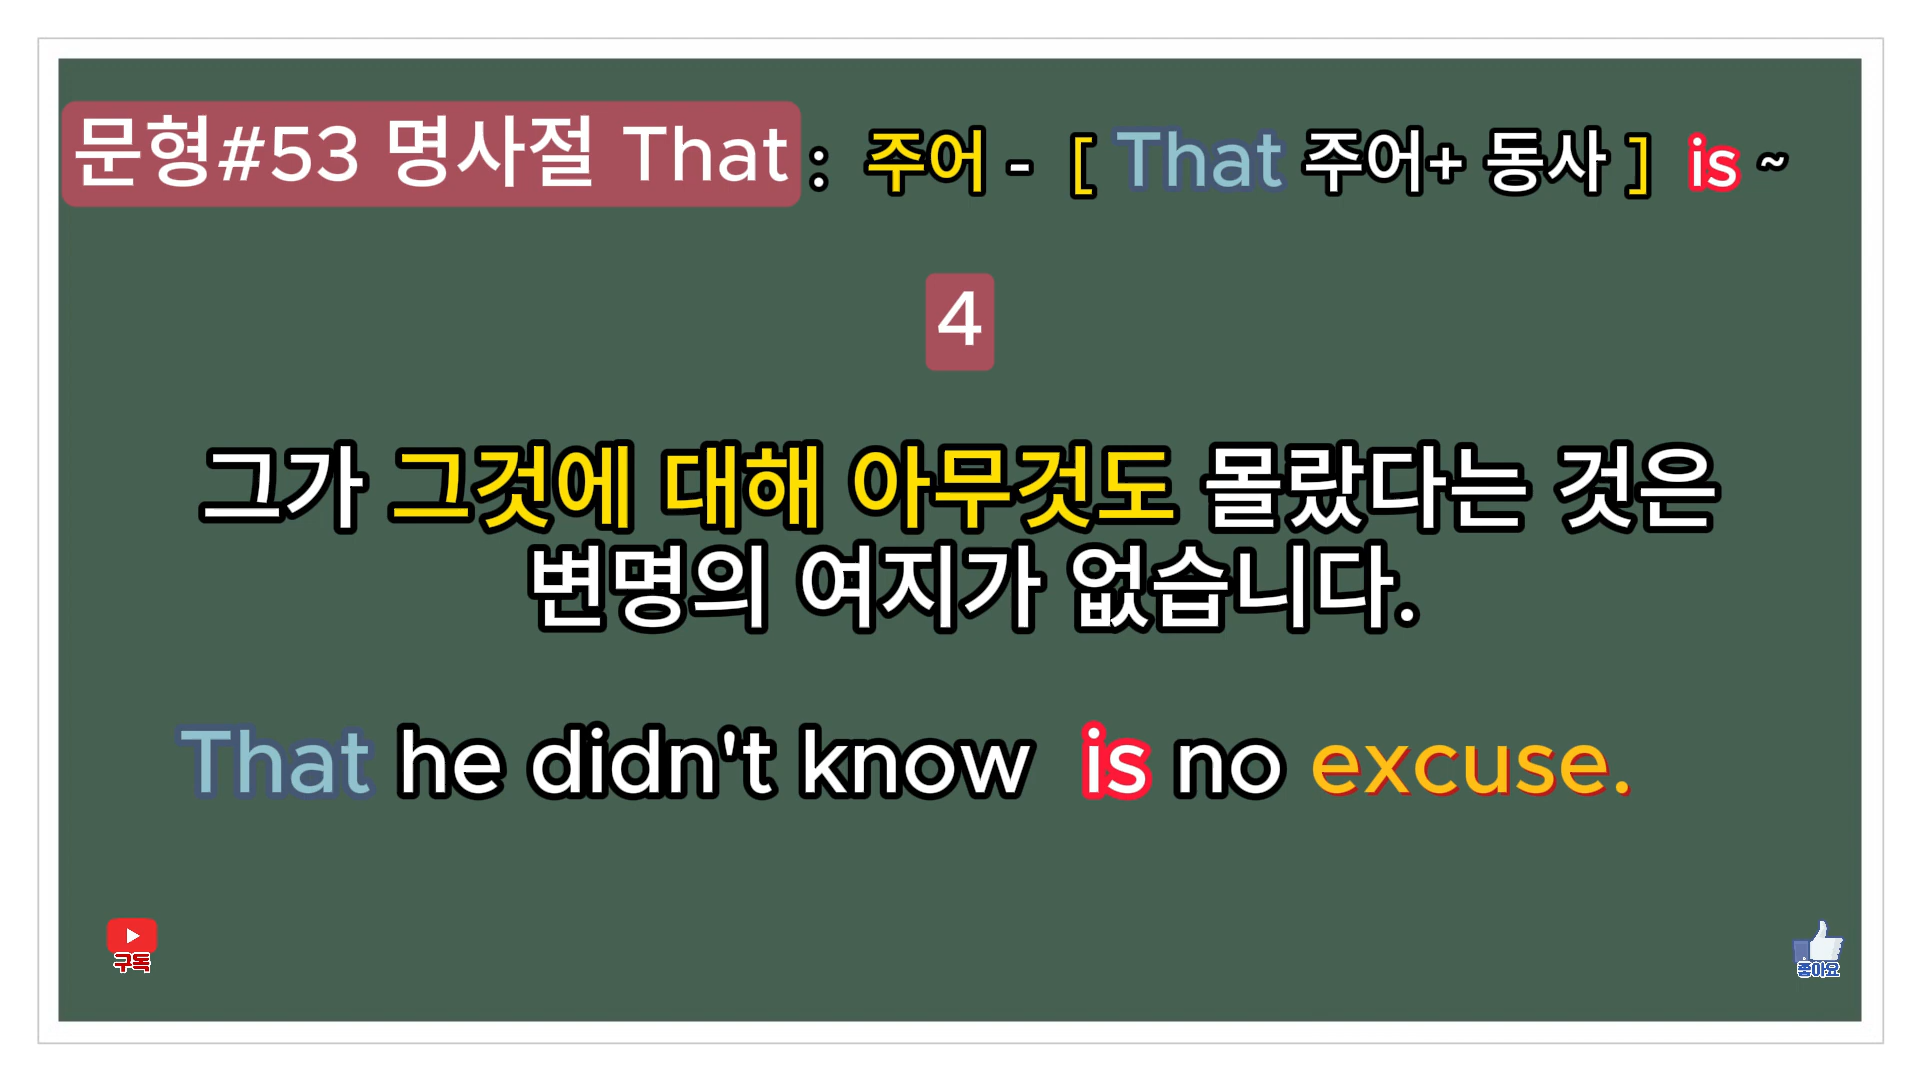 문형#53 명사절 That : 주어 - [ That 주어+ 동사 ] is ~
4
그가 그것에 대해 아무것도 몰랐다는 것은
변명의 여지가 없습니다.
That he didn't know is no excuse.
구독
좋아요